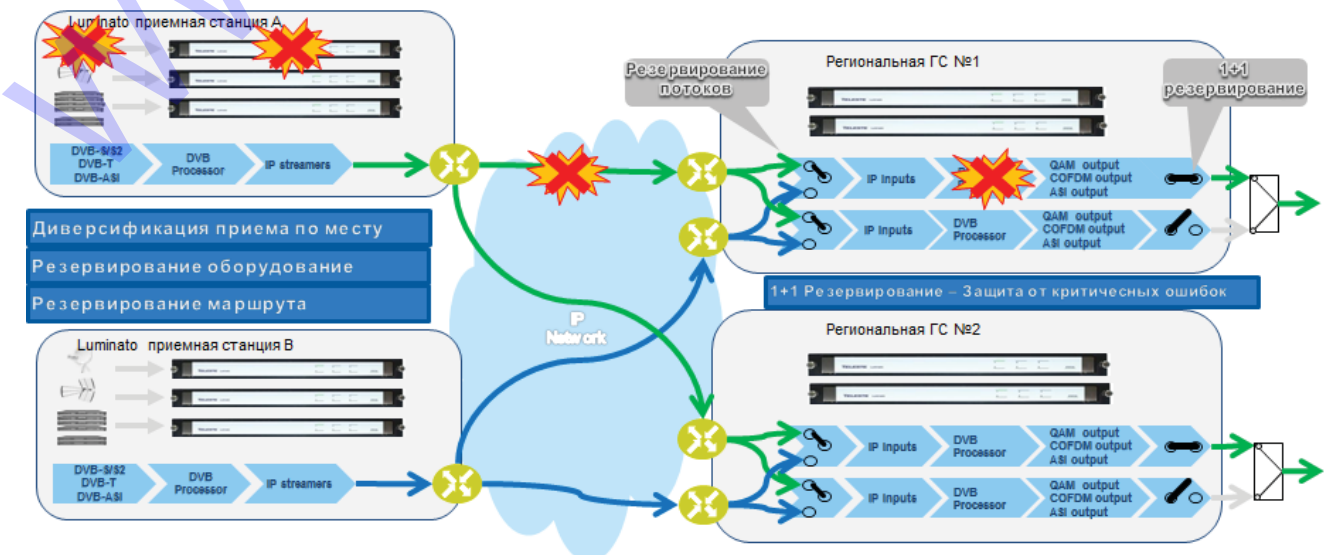 Luminato приемная станция А
DVB-S/S2
DVB-T
DVB-ASI
DVB
Processor
IP streamers
Диверсификация приема по месту
Резервирование оборудование
Резервирование маршрута
Luminato приемная станция В
DVB-S/S2
DVB-T
DVB-ASI
DVB
Processor
IP streamers
IP
Network
Резервирование
потоков
Региональная ГС №1
1+1
резервирование
IP Inputs
QAM output
COFDM output
ASI output
IP Inputs
DVB
Processor
QAM output
COFDM output
ASI output
1+1 Резервирование – Защита от критичесных ошибок
Региональная ГС №2
IP Inputs
DVB
Processor
QAM output
COFDM output
ASI output
IP Inputs
DVB
Processor
QAM output
COFDM output
ASI output